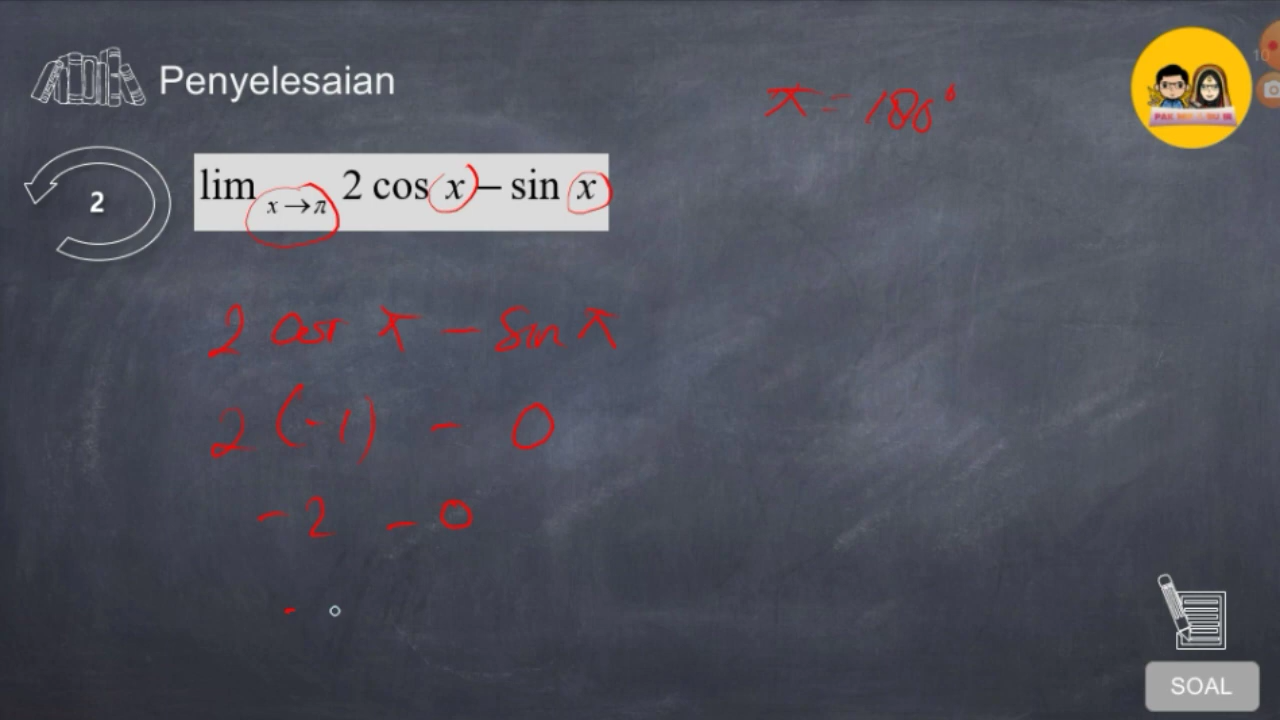 Penyelesaian
π = 180°
2
lim x→π 2 cos x – sin x
2 cos π – sin π
2 (-1) - 0
- 2 - 0
-
SOAL